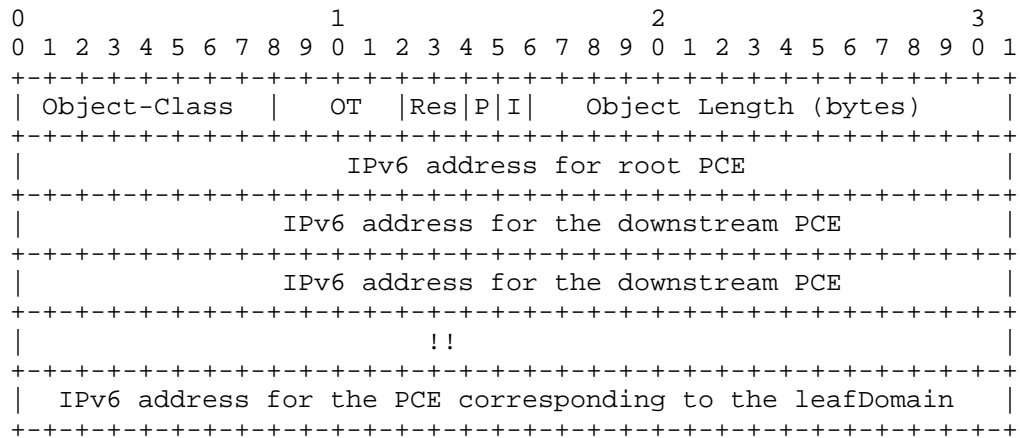 0                   1                   2                   3
0 1 2 3 4 5 6 7 8 9 0 1 2 3 4 5 6 7 8 9 0 1 2 3 4 5 6 7 8 9 0 1
+-+-+-+-+-+-+-+-+-+-+-+-+-+-+-+-+-+-+-+-+-+-+-+-+-+-+-+-+-+-+-+
| Object-Class  |   OT  |Res|P|I|   Object Length (bytes)     |
+-+-+-+-+-+-+-+-+-+-+-+-+-+-+-+-+-+-+-+-+-+-+-+-+-+-+-+-+-+-+-+
|                    IPv6 address for root PCE                |
+-+-+-+-+-+-+-+-+-+-+-+-+-+-+-+-+-+-+-+-+-+-+-+-+-+-+-+-+-+-+-+
|                IPv6 address for the downstream PCE          |
+-+-+-+-+-+-+-+-+-+-+-+-+-+-+-+-+-+-+-+-+-+-+-+-+-+-+-+-+-+-+-+
|                IPv6 address for the downstream PCE          |
+-+-+-+-+-+-+-+-+-+-+-+-+-+-+-+-+-+-+-+-+-+-+-+-+-+-+-+-+-+-+-+
|                         !!                                  |
+-+-+-+-+-+-+-+-+-+-+-+-+-+-+-+-+-+-+-+-+-+-+-+-+-+-+-+-+-+-+-+
|  IPv6 address for the PCE corresponding to the leafDomain   |
+-+-+-+-+-+-+-+-+-+-+-+-+-+-+-+-+-+-+-+-+-+-+-+-+-+-+-+-+-+-+-+